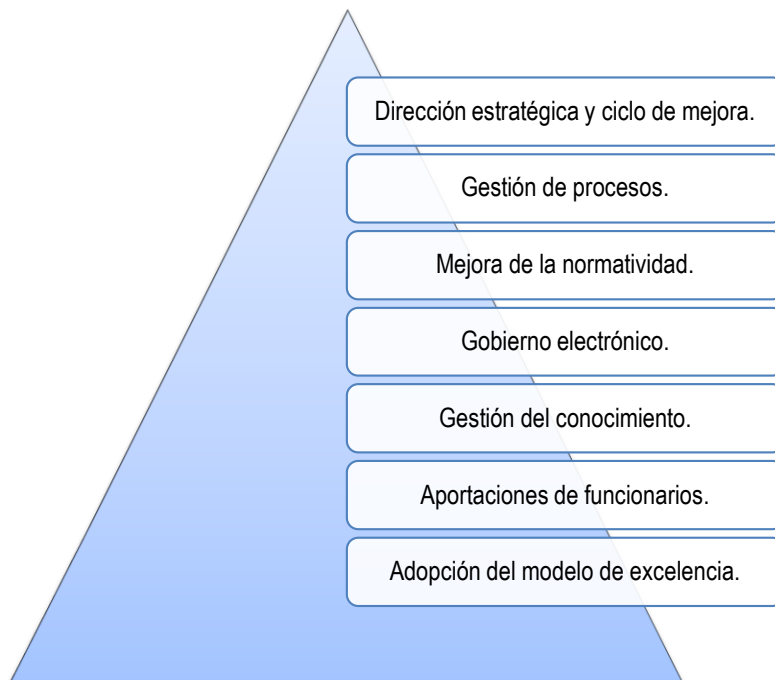 Dirección estratégica y ciclo de mejora.
Gestión de procesos.
Mejora de la normatividad.
Gobierno electrónico.
Gestión del conocimiento.
Aportaciones de funcionarios.
Adopción del modelo de excelencia.